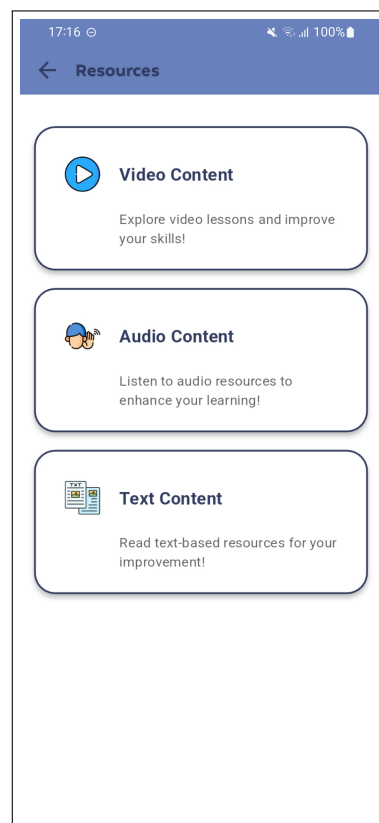 17:16 100%
Resources
Video Content
Explore video lessons and improve
your skills!
Audio Content
Listen to audio resources to
enhance your learning!
TXT
Text Content
Read text-based resources for your
improvement!